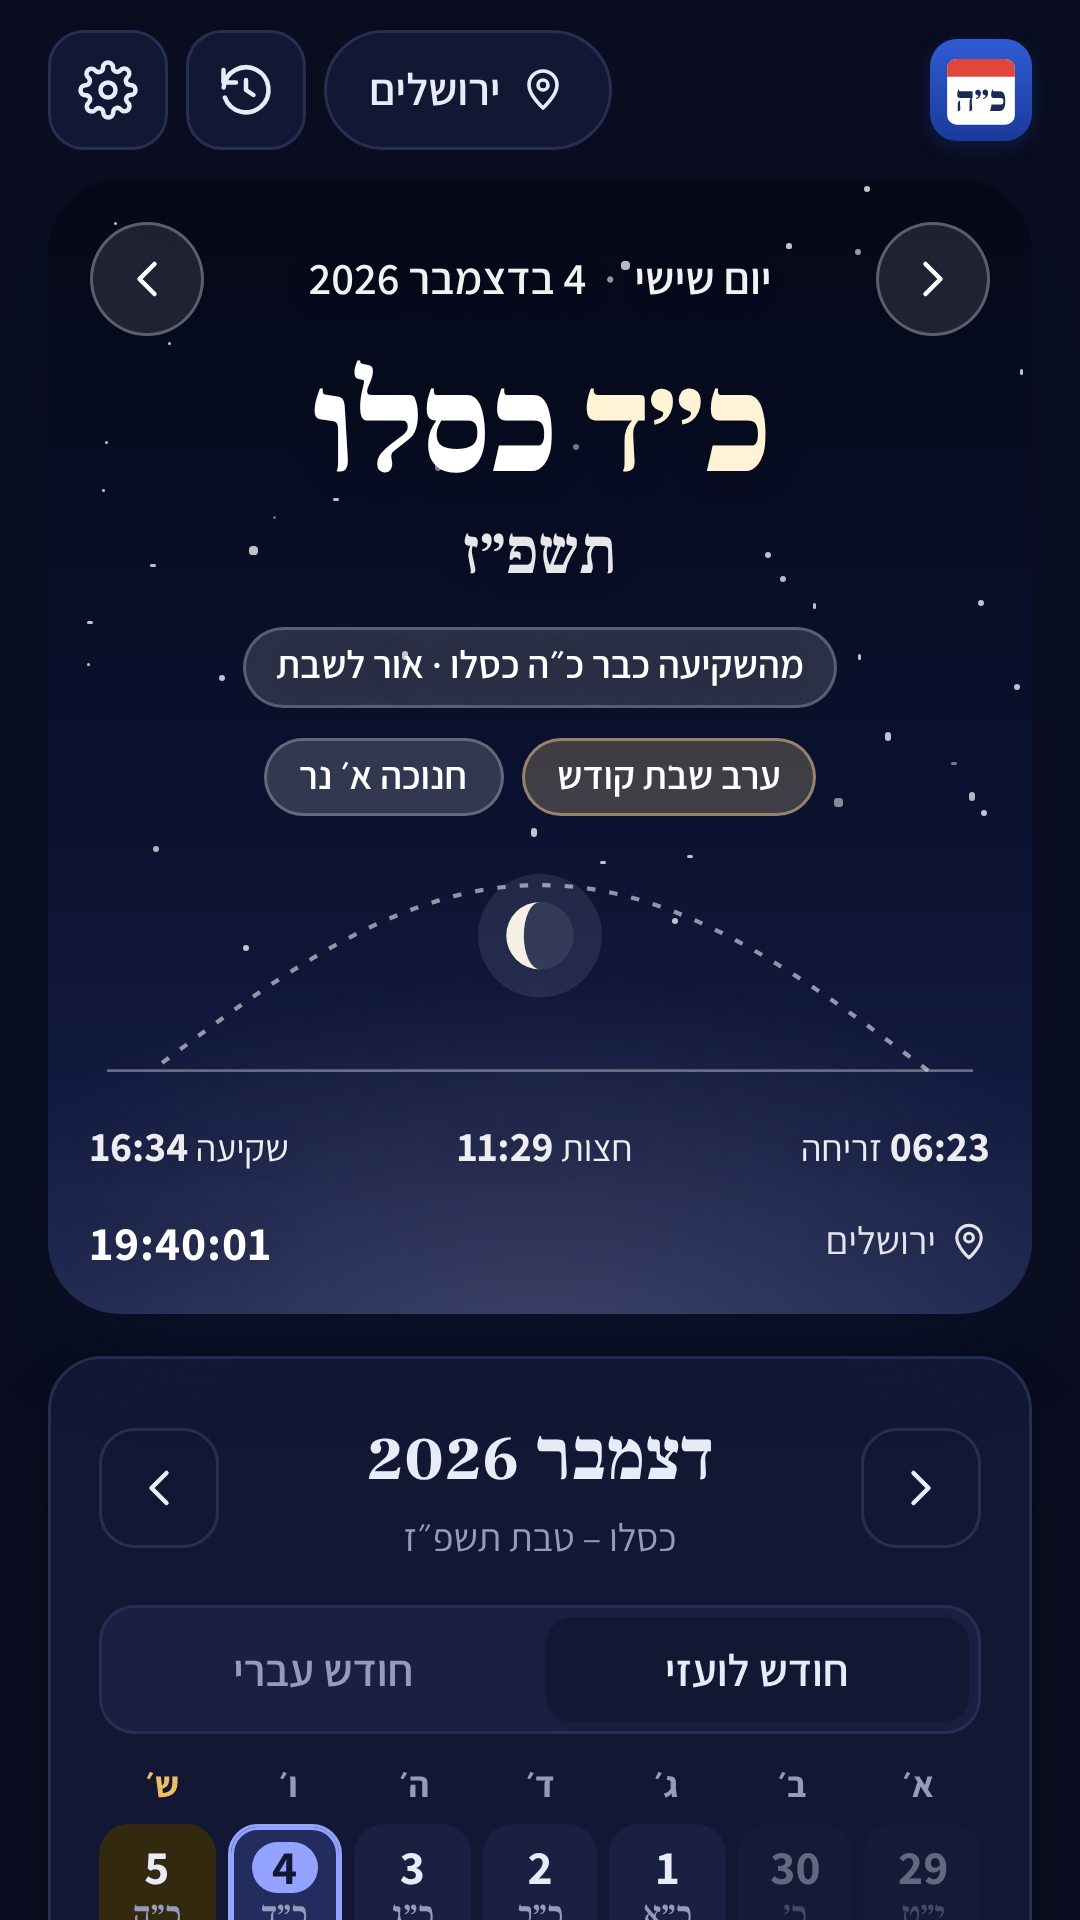 כ״ה
ירושלים
יום שישי · 4 בדצמבר 2026
כ״ד כסלו
תשפ״ז
מהשקיעה כבר כ״ה כסלו · אור לשבת
ערב שבת קודש
חנוכה א׳ נר
06:23 זריחה
חצות 11:29
שקיעה 16:34
ירושלים
19:40:01
דצמבר 2026
כסלו – טבת תשפ״ז
חודש לועזי
חודש עברי
א׳ ב׳ ג׳ ד׳ ה׳ ו׳ ש׳
29 30 1 2 3 4 5
י״ט כ׳ כ״א כ״ב כ״ג כ״ד כ״ה